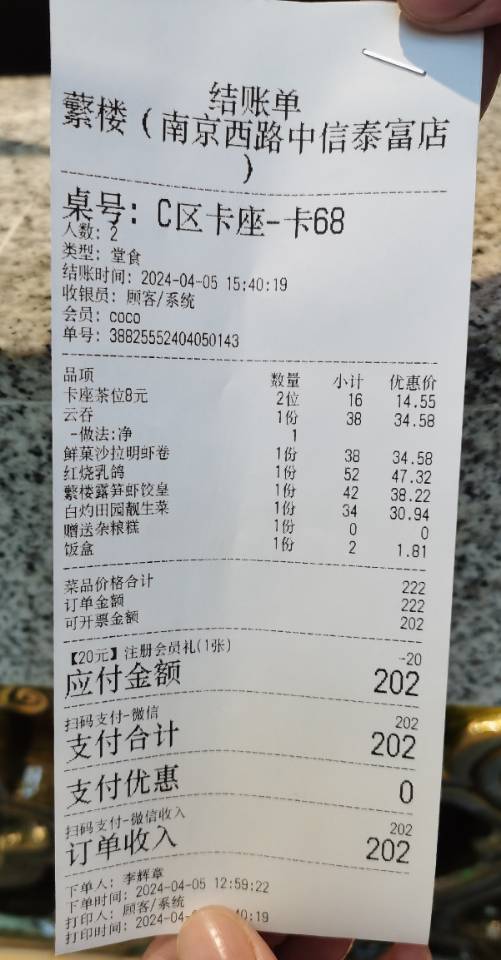 结账单
蘩楼（南京西路中信泰富店
）
桌号: C区卡座-卡68
人数: 2
类型: 堂食
结账时间: 2024-04-05 15:40:19
收银员: 顾客/系统
会员: coco
单号: 38825552404050143
品项 数量 小计 优惠价
卡座茶位8元 2位 16 14.55
云吞 1份 38 34.58
-做法:净 1
鲜菓沙拉明虾卷 1份 38 34.58
红烧乳鸽 1份 52 47.32
蘩楼露笋虾饺皇 1份 42 38.22
白灼田园靓生菜 1份 34 30.94
赠送杂粮糕 1份 0 0
饭盒 1份 2 1.81
菜品价格合计 222
订单金额 222
可开票金额 202
【20元】注册会员礼(1张) -20
应付金额 202
扫码支付-微信 202
支付合计 202
支付优惠 0
扫码支付-微信收入 202
订单收入 202
下单人: 李辉章
下单时间: 2024-04-05 12:59:22
打印人: 顾客/系统
打印时间: 2024-04- :40:19